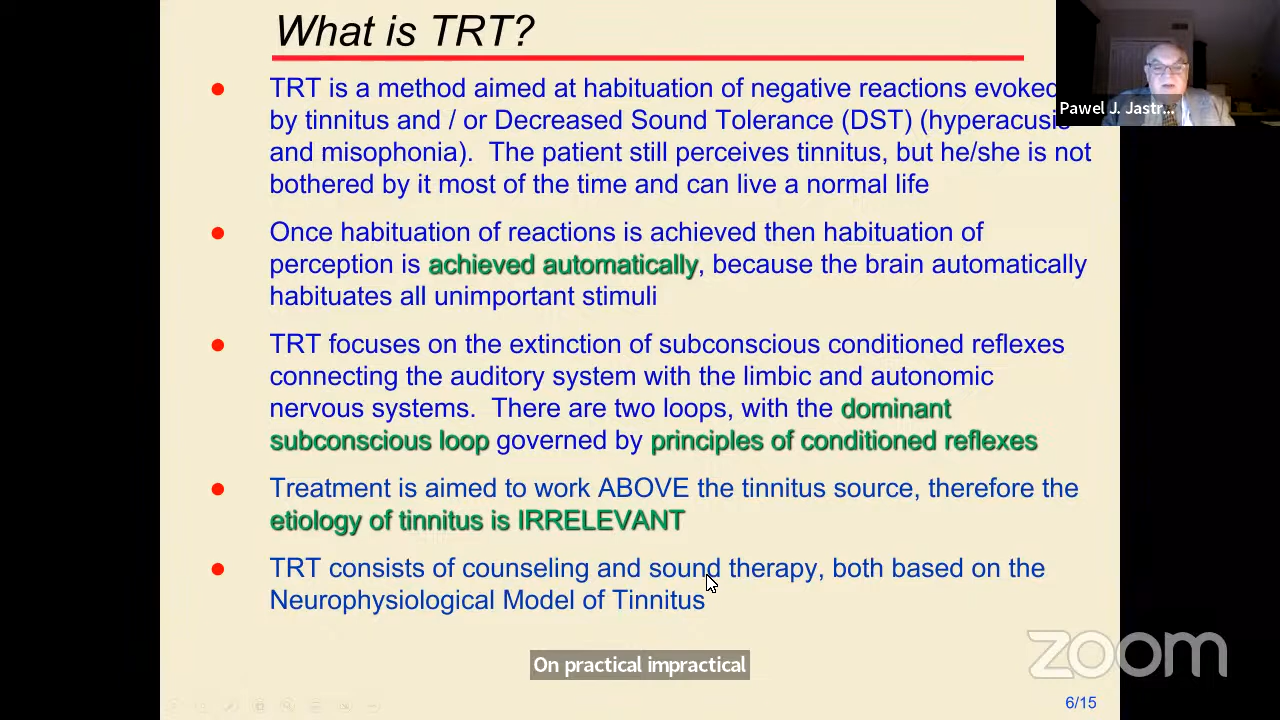 What is TRT?
Pawel J. Jastr...
• TRT is a method aimed at habituation of negative reactions evoked
by tinnitus and / or Decreased Sound Tolerance (DST) (hyperacusis
and misophonia). The patient still perceives tinnitus, but he/she is not
bothered by it most of the time and can live a normal life
• Once habituation of reactions is achieved then habituation of
perception is achieved automatically, because the brain automatically
habituates all unimportant stimuli
• TRT focuses on the extinction of subconscious conditioned reflexes
connecting the auditory system with the limbic and autonomic
nervous systems. There are two loops, with the dominant
subconscious loop governed by principles of conditioned reflexes
• Treatment is aimed to work ABOVE the tinnitus source, therefore the
etiology of tinnitus is IRRELEVANT
• TRT consists of counseling and sound therapy, both based on the
Neurophysiological Model of Tinnitus
On practical impractical
zoom
6/15